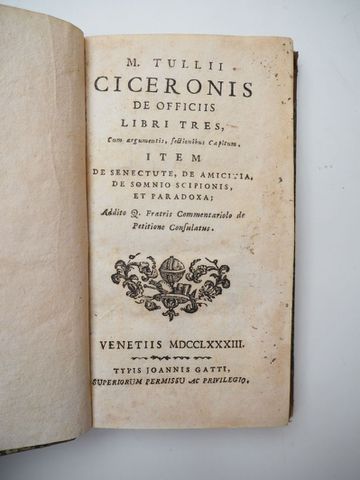 M. TULLII
CICERONIS
DE OFFICIIS
LIBRI TRES,
Cum argumentis, sectionibus Capitum.
ITEM
DE SENECTUTE, DE AMICITIA,
DE SOMNIO SCIPIONIS,
ET PARADOXA;
Addito Q. Fratris Commentariolo de
Petitione Consulatus.
VENETIIS MDCCLXXXIII.
TYPIS JOANNIS GATTI,
SUPERIORUM PERMISSU AC PRIVILEGIO.